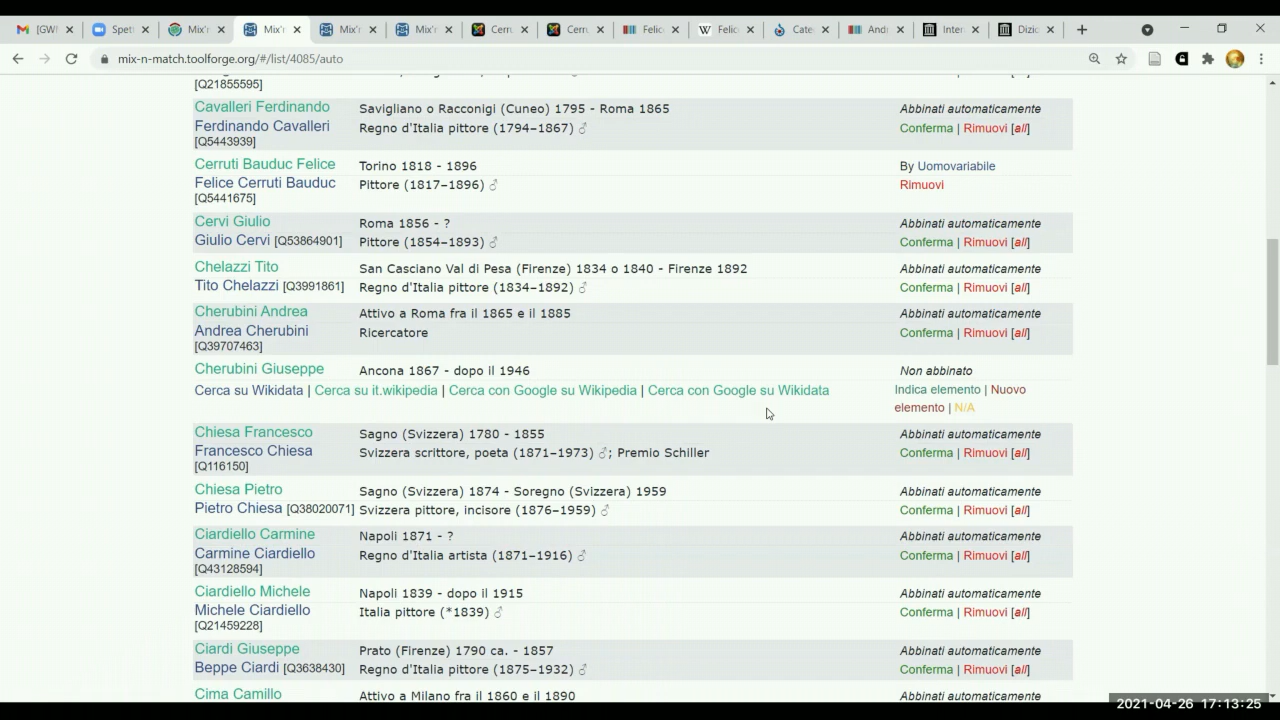 [GWI
Spett
Mix'n
Mix'n
Mix'r
Mix'r
Cerru
Cerru
Felice
Felic
Cate
Andr
Inter
Dizio
mix-n-match.toolforge.org/#/list/4085/auto
[Q21855595]
Cavalleri Ferdinando Savigliano o Racconigi (Cuneo) 1795 - Roma 1865 Abbinati automaticamente
Ferdinando Cavalleri Regno d'Italia pittore (1794–1867) ♂ Conferma | Rimuovi [all]
[Q5443939]
Cerruti Bauduc Felice Torino 1818 - 1896 By Uomovariabile
Felice Cerruti Bauduc Pittore (1817–1896) ♂ Rimuovi
[Q5441675]
Cervi Giulio Roma 1856 - ? Abbinati automaticamente
Giulio Cervi [Q53864901] Pittore (1854–1893) ♂ Conferma | Rimuovi [all]
Chelazzi Tito San Casciano Val di Pesa (Firenze) 1834 o 1840 - Firenze 1892 Abbinati automaticamente
Tito Chelazzi [Q3991861] Regno d'Italia pittore (1834–1892) ♂ Conferma | Rimuovi [all]
Cherubini Andrea Attivo a Roma fra il 1865 e il 1885 Abbinati automaticamente
Andrea Cherubini Ricercatore Conferma | Rimuovi [all]
[Q39707463]
Cherubini Giuseppe Ancona 1867 - dopo il 1946 Non abbinato
Cerca su Wikidata | Cerca su it.wikipedia | Cerca con Google su Wikipedia | Cerca con Google su Wikidata Indica elemento | Nuovo
elemento | N/A
Chiesa Francesco Sagno (Svizzera) 1780 - 1855 Abbinati automaticamente
Francesco Chiesa Svizzera scrittore, poeta (1871–1973) ♂; Premio Schiller Conferma | Rimuovi [all]
[Q116150]
Chiesa Pietro Sagno (Svizzera) 1874 - Soregno (Svizzera) 1959 Abbinati automaticamente
Pietro Chiesa [Q38020071] Svizzera pittore, incisore (1876–1959) ♂ Conferma | Rimuovi [all]
Ciardiello Carmine Napoli 1871 - ? Abbinati automaticamente
Carmine Ciardiello Regno d'Italia artista (1871–1916) ♂ Conferma | Rimuovi [all]
[Q43128594]
Ciardiello Michele Napoli 1839 - dopo il 1915 Abbinati automaticamente
Michele Ciardiello Italia pittore (*1839) ♂ Conferma | Rimuovi [all]
[Q21459228]
Ciardi Giuseppe Prato (Firenze) 1790 ca. - 1857 Abbinati automaticamente
Beppe Ciardi [Q3638430] Regno d'Italia pittore (1875–1932) ♂ Conferma | Rimuovi [all]
Cima Camillo Attivo a Milano fra il 1860 e il 1890 Abbinati automaticamente
2021-04-26 17:13:25